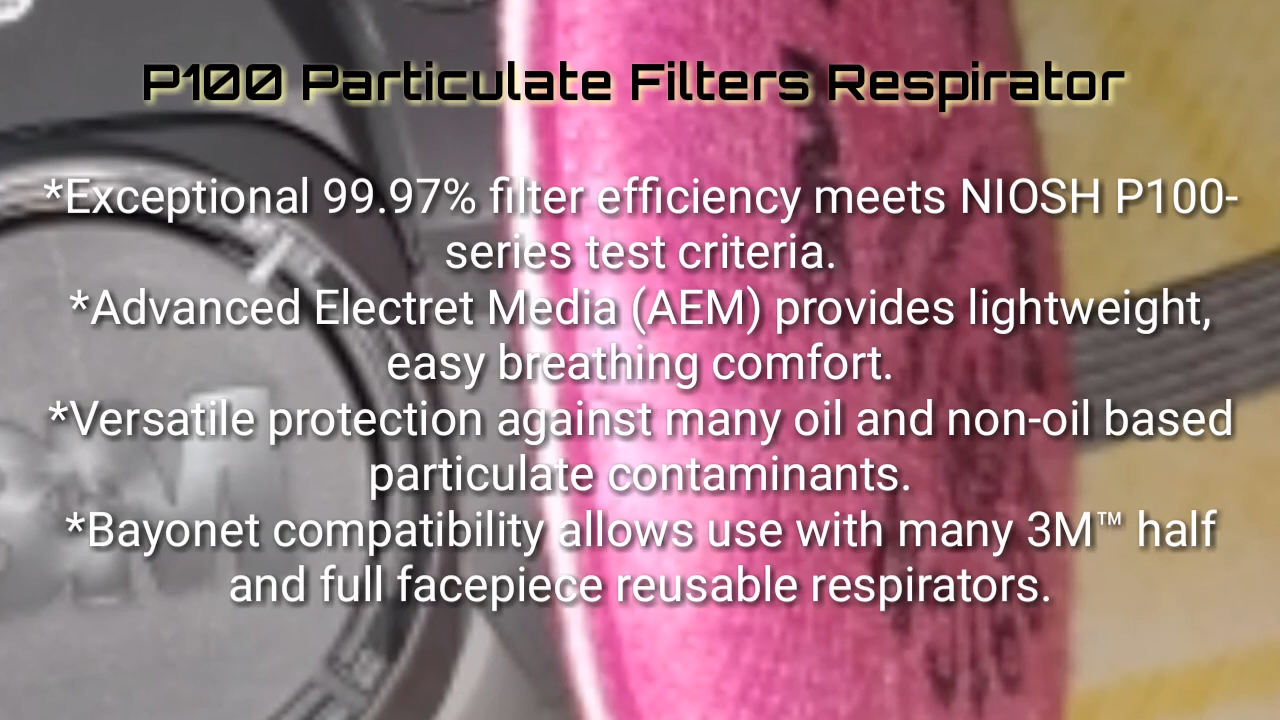 P100 Particulate Filters Respirator
*Exceptional 99.97% filter efficiency meets NIOSH P100-
series test criteria.
*Advanced Electret Media (AEM) provides lightweight,
easy breathing comfort.
*Versatile protection against many oil and non-oil based
particulate contaminants.
*Bayonet compatibility allows use with many 3M™ half
and full facepiece reusable respirators.
3M